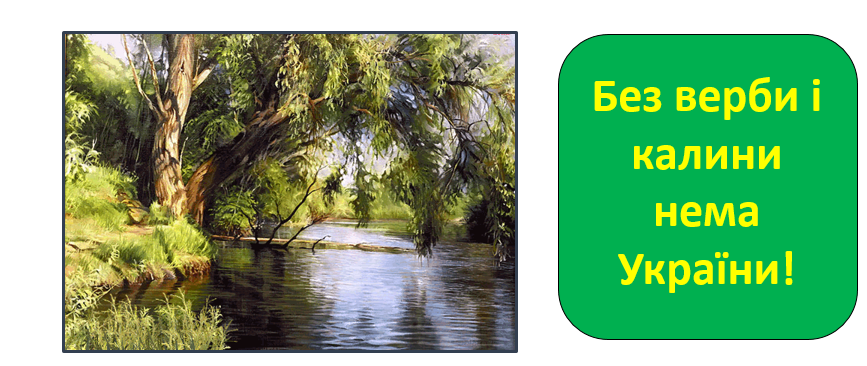 Без верби і
калини
нема
України!